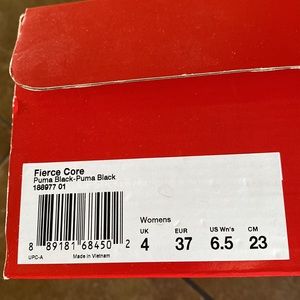 Fierce Core
Puma Black-Puma Black
188977 01
8 89181 68450 2
UPC-A Made in Vietnam
Womens
UK EUR US Wn's CM
4 37 6.5 23